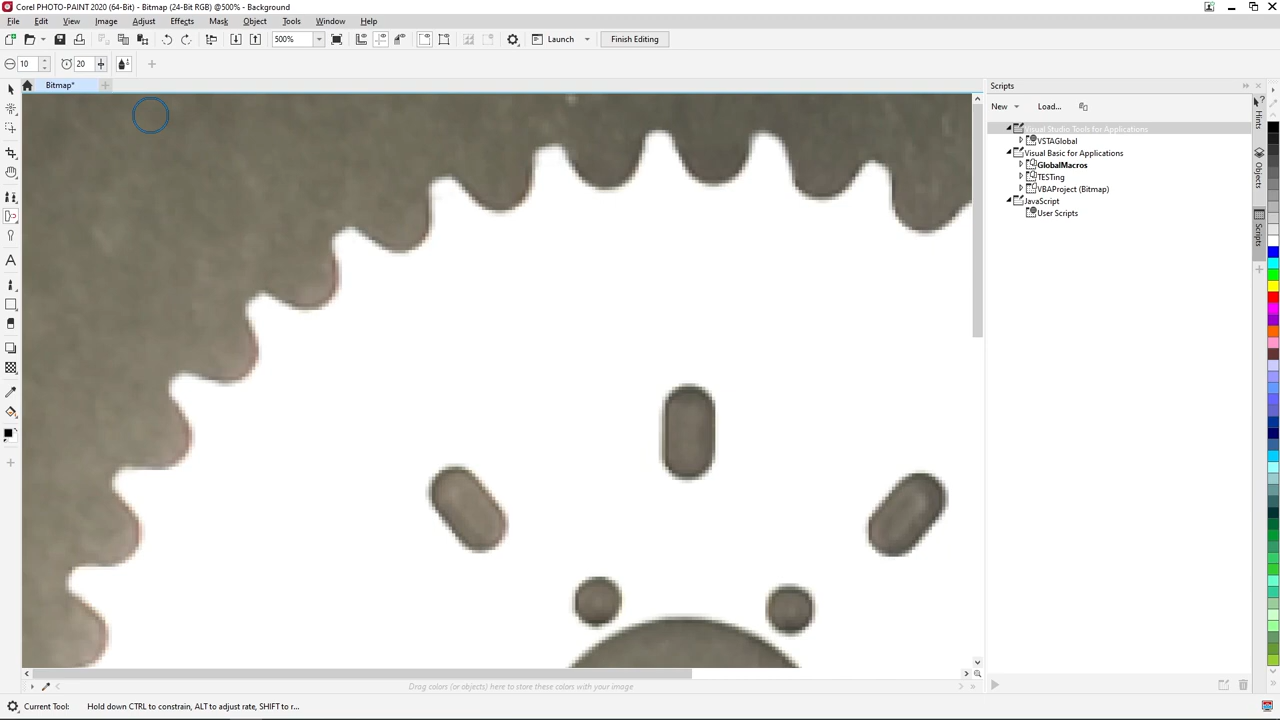 Corel PHOTO-PAINT 2020 (64-Bit) - Bitmap (24-Bit RGB) @500% - Background
File Edit View Image Adjust Effects Mask Object Tools Window Help
500% Launch Finish Editing
10 20
Bitmap*
Scripts
New Load...
Visual Studio Tools for Applications
VSTAGlobal
Visual Basic for Applications
GlobalMacros
TESTing
VBAProject (Bitmap)
JavaScript
User Scripts
Hints
Objects
Scripts
Drag colors (or objects) here to store these colors with your image
Current Tool: Hold down CTRL to constrain, ALT to adjust rate, SHIFT to r...